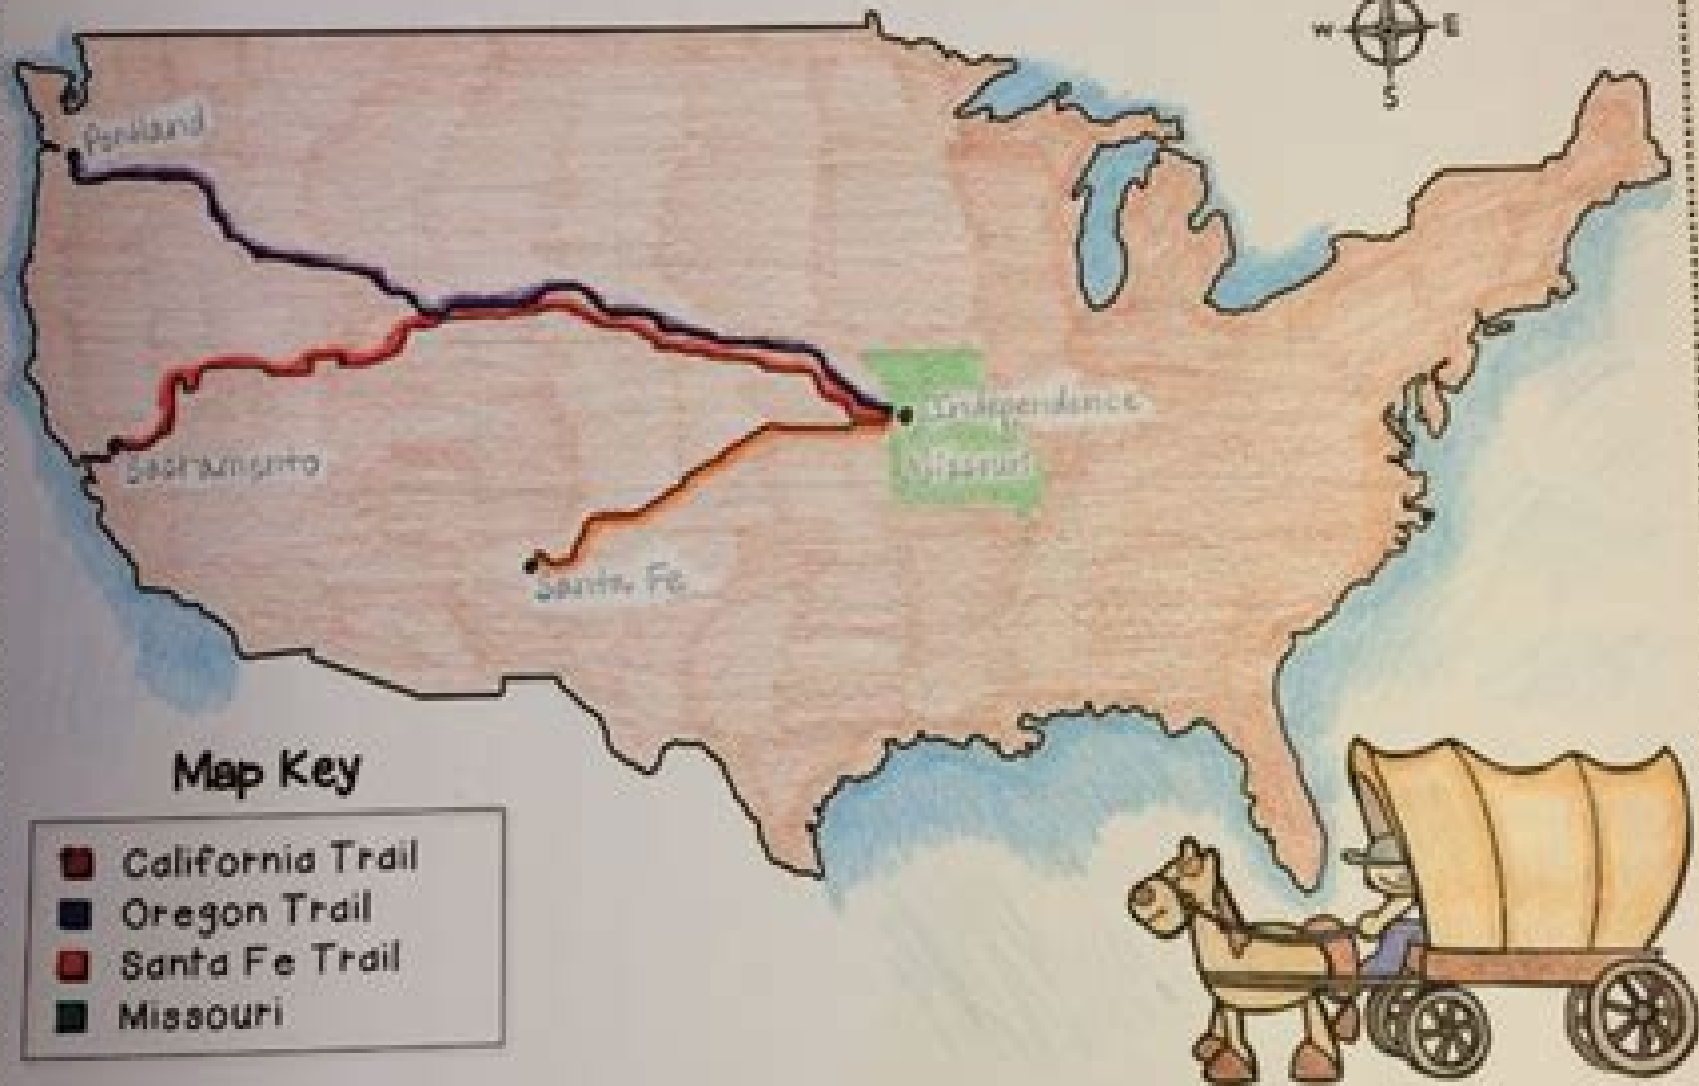 W E
S
Portland
Independence
Missouri
Sacramento
Santa Fe
Map Key
California Trail
Oregon Trail
Santa Fe Trail
Missouri